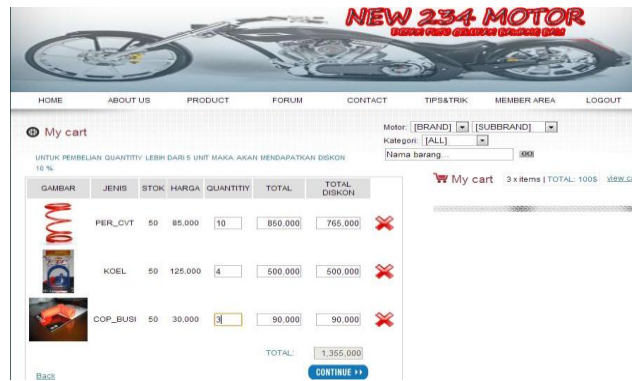 NEW 234 MOTOR
HOME ABOUT US PRODUCT FORUM CONTACT TIPS&TRIK MEMBER AREA LOGOUT
My cart
Motor: [BRAND] [SUBBRAND]
Kategori: [ALL]
Nama barang... GO
UNTUK PEMBELIAN QUANTITIY LEBIH DARI 5 UNIT MAKA AKAN MENDAPATKAN DISKON
10 %
My cart 3 x items | TOTAL: 100$ view
GAMBAR JENIS STOK HARGA QUANTITIY TOTAL TOTAL DISKON
PER_CVT 50 85,000 10 850,000 765,000
KOEL 50 125,000 4 500,000 500,000
COP_BUSI 50 30,000 3 90,000 90,000
TOTAL: 1,355,000
Back CONTINUE